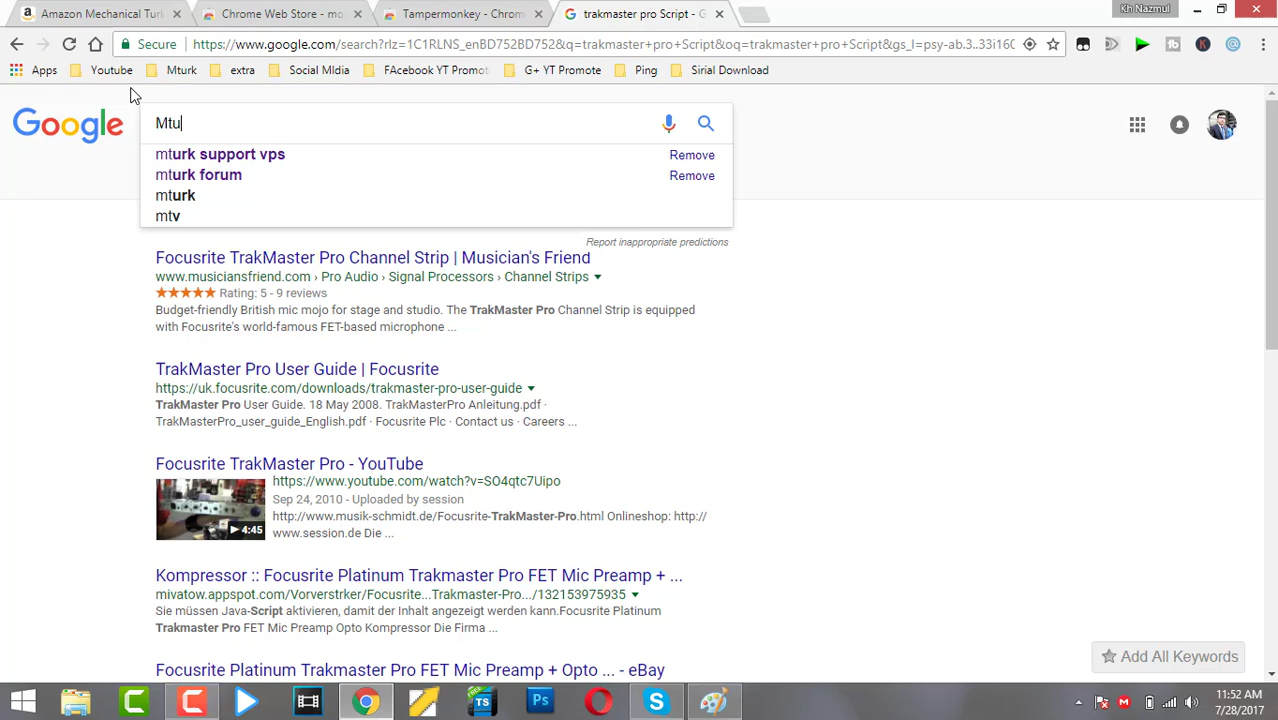 Amazon Mechanical Turk
Chrome Web Store - mo
Tampermonkey - Chrom
trakmaster pro Script - G
Kh Nazmul
Secure
https://www.google.com/search?rlz=1C1RLNS_enBD752BD752&q=trakmaster+pro+Script&oq=trakmaster+pro+Script&gs_l=psy-ab.3..33i160
Apps
Youtube
Mturk
extra
Social MIdia
FAcebook YT Promot
G+ YT Promote
Ping
Sirial Download
Google
Mtu
mturk support vps
Remove
mturk forum
Remove
mturk
mtv
Report inappropriate predictions
Focusrite TrakMaster Pro Channel Strip | Musician's Friend
www.musiciansfriend.com › Pro Audio › Signal Processors › Channel Strips
Rating: 5 - 9 reviews
Budget-friendly British mic mojo for stage and studio. The TrakMaster Pro Channel Strip is equipped
with Focusrite's world-famous FET-based microphone ...
TrakMaster Pro User Guide | Focusrite
https://uk.focusrite.com/downloads/trakmaster-pro-user-guide
TrakMaster Pro User Guide. 18 May 2008. TrakMasterPro Anleitung.pdf ·
TrakMasterPro_user_guide_English.pdf · Focusrite Plc · Contact us · Careers ...
Focusrite TrakMaster Pro - YouTube
https://www.youtube.com/watch?v=SO4qtc7Uipo
Sep 24, 2010 - Uploaded by session
http://www.musik-schmidt.de/Focusrite-TrakMaster-Pro.html Onlineshop: http://
www.session.de Die ...
4:45
Kompressor :: Focusrite Platinum Trakmaster Pro FET Mic Preamp + ...
mivatow.appspot.com/Vorverstrker/Focusrite...Trakmaster-Pro.../132153975935
Sie müssen Java-Script aktivieren, damit der Inhalt angezeigt werden kann.Focusrite Platinum
Trakmaster Pro FET Mic Preamp Opto Kompressor Die Firma ...
Focusrite Platinum Trakmaster Pro FET Mic Preamp + Opto ... - eBay
Add All Keywords
TS
Ps
11:52 AM
7/28/2017